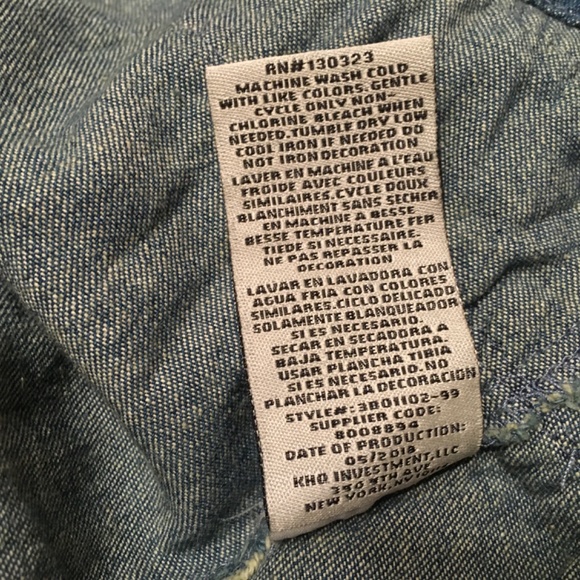 RN#130323
MACHINE WASH COLD
WITH LIKE COLORS. GENTLE
CYCLE ONLY NON-
CHLORINE BLEACH WHEN
NEEDED.TUMBLE DRY LOW
COOL IRON IF NEEDED DO
NOT IRON DECORATION
LAVER EN MACHINE A L'EAU
FROIDE AVEC COULEURS
SIMILAIRES.CYCLE DOUX
BLANCHIMENT SANS SECHER
EN MACHINE A BESSE
BESSE TEMPERATURE FER
TIEDE SI NECESSAIRE.
NE PAS REPASSER LA
DECORATION
LAVAR EN LAVADORA CON
AGUA FRIA CON COLORES
SIMILARES.CICLO DELICADO
SOLAMENTE BLANQUEADOR
SI ES NECESARIO.
SECAR EN SECADORA A
BAJA TEMPERATURA.
USAR PLANCHA TIBIA
SI ES NECESARIO.NO
PLANCHAR LA DECORACION
STYLE#:3B01102-99
SUPPLIER CODE:
8008894
DATE OF PRODUCTION:
05/2018
KHQ INVESTMENT,LLC
AVE
NEW YORK,